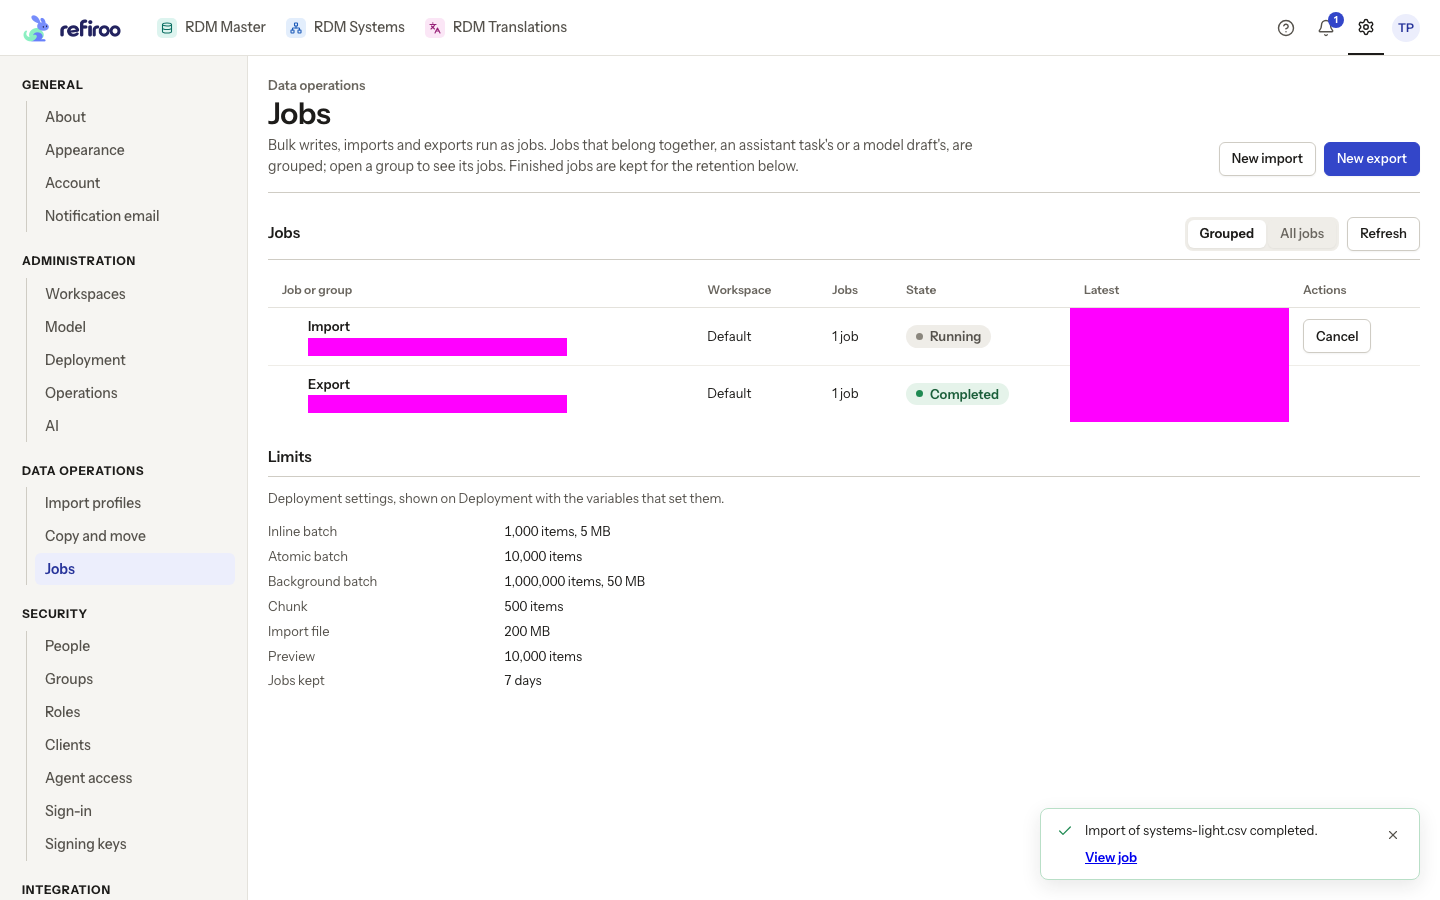 refiroo
RDM Master
RDM Systems
RDM Translations
1
TP
GENERAL
About
Appearance
Account
Notification email
ADMINISTRATION
Workspaces
Model
Deployment
Operations
AI
DATA OPERATIONS
Import profiles
Copy and move
Jobs
SECURITY
People
Groups
Roles
Clients
Agent access
Sign-in
Signing keys
INTEGRATION
Data operations
Jobs
Bulk writes, imports and exports run as jobs. Jobs that belong together, an assistant task's or a model draft's, are
grouped; open a group to see its jobs. Finished jobs are kept for the retention below.
New import
New export
Jobs
Grouped
All jobs
Refresh
Job or group
Workspace
Jobs
State
Latest
Actions
Import
Default
1 job
Running
Cancel
Export
Default
1 job
Completed
Limits
Deployment settings, shown on Deployment with the variables that set them.
Inline batch
1,000 items, 5 MB
Atomic batch
10,000 items
Background batch
1,000,000 items, 50 MB
Chunk
500 items
Import file
200 MB
Preview
10,000 items
Jobs kept
7 days
Import of systems-light.csv completed.
View job